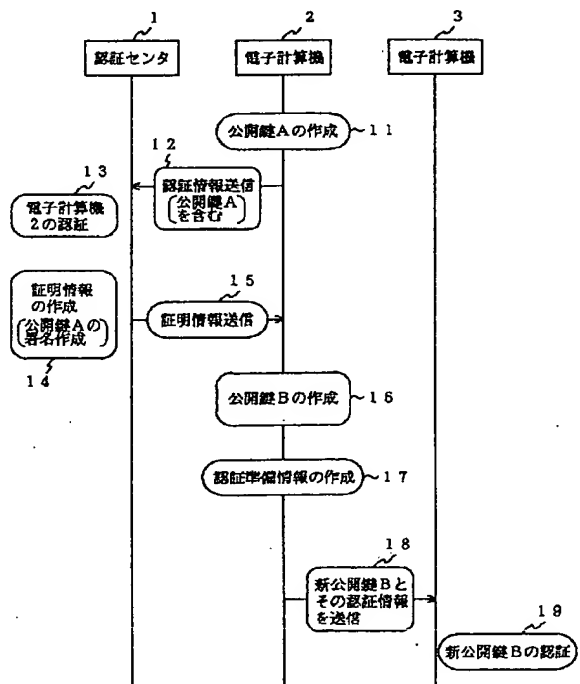 1
2
3
認証センタ
電子計算機
電子計算機
公開鍵Aの作成
11
12
認証情報送信
(公開鍵A
を含む)
13
電子計算機
2の認証
証明情報
の作成
(公開鍵Aの
署名作成)
14
15
証明情報送信
公開鍵Bの作成
16
認証準備情報の作成
17
18
新公開鍵Bと
その認証情報
を送信
19
新公開鍵Bの認証